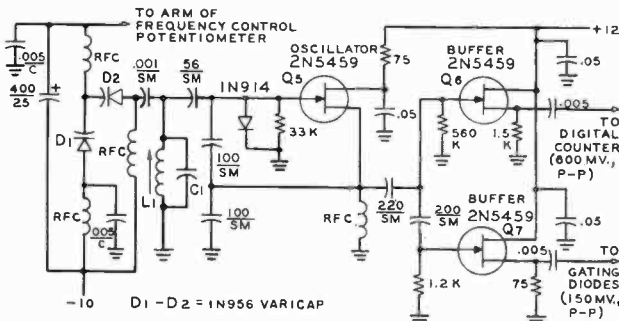 TO ARM OF
FREQUENCY CONTROL
POTENTIOMETER
+12
.005
C
RFC
OSCILLATOR
2N5459
75
BUFFER
2N5459
.05
400
25
+
D2
.001
SM
56
SM
1N914
Q5
Q6
.05
.005
TO
DIGITAL
COUNTER
(600 MV.,
P-P)
D1
RFC
33K
560
K
1.5
K
100
SM
L1
C1
RFC
.005
C
100
SM
220
SM
RFC
200
SM
BUFFER
2N5459
Q7
.05
.005
TO
GATING
DIODES
(150 MV.,
P-P)
1.2K
75
-10
D1-D2 = 1N956 VARICAP